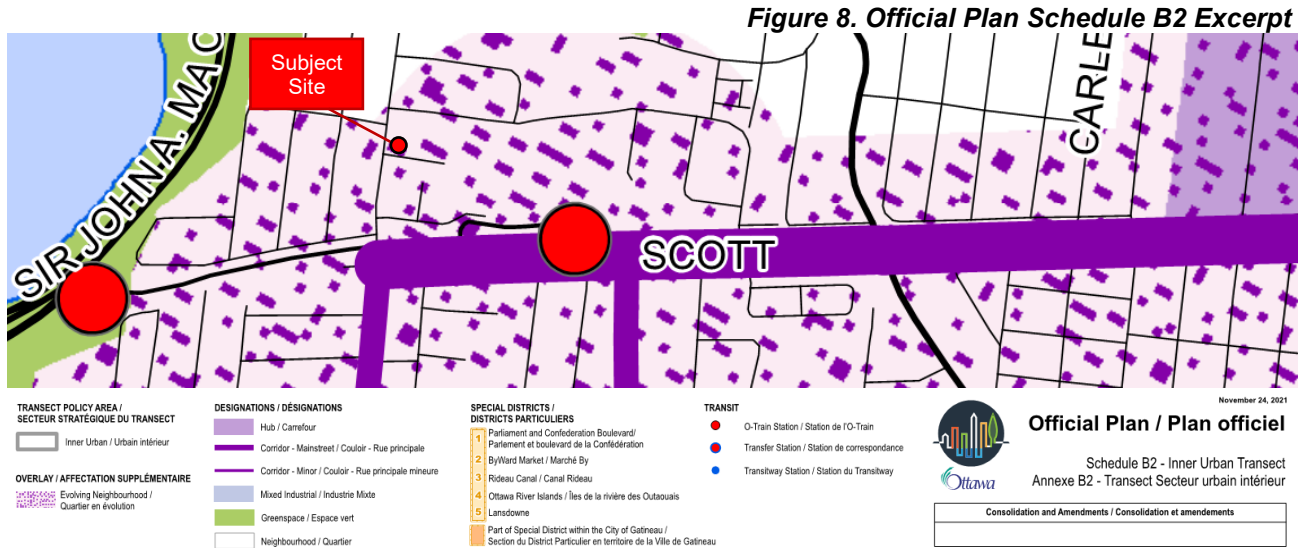 Figure 8. Official Plan Schedule B2 Excerpt
Subject
Site
SIR JOHN A. MA C
SCOTT
CARLE
TRANSECT POLICY AREA /
SECTEUR STRATÉGIQUE DU TRANSECT
Inner Urban / Urbain intérieur
OVERLAY / AFFECTATION SUPPLÉMENTAIRE
Evolving Neighbourhood /
Quartier en évolution
DESIGNATIONS / DÉSIGNATIONS
Hub / Carrefour
Corridor - Mainstreet / Couloir - Rue principale
Corridor - Minor / Couloir - Rue principale mineure
Mixed Industrial / Industrie Mixte
Greenspace / Espace vert
Neighbourhood / Quartier
SPECIAL DISTRICTS /
DISTRICTS PARTICULIERS
1 Parliament and Confederation Boulevard/
Parlement et boulevard de la Confédération
2 ByWard Market / Marché By
3 Rideau Canal / Canal Rideau
4 Ottawa River Islands / Îles de la rivière des Outaouais
5 Lansdowne
Part of Special District within the City of Gatineau /
Section du District Particulier en territoire de la Ville de Gatineau
TRANSIT
O-Train Station / Station de l'O-Train
Transfer Station / Station de correspondance
Transitway Station / Station du Transitway
Ottawa
November 24, 2021
Official Plan / Plan officiel
Schedule B2 - Inner Urban Transect
Annexe B2 - Transect Secteur urbain intérieur
Consolidation and Amendments / Consolidation et amendements